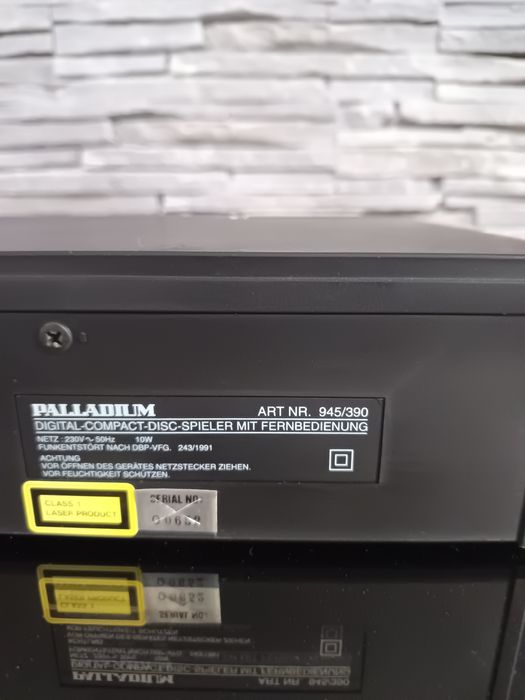 PALLADIUM ART NR. 945/390
DIGITAL-COMPACT-DISC-SPIELER MIT FERNBEDIENUNG
NETZ :230V~50Hz 10W
FUNKENTSTÖRT NACH DBP-VFG. 243/1991
ACHTUNG
VOR ÖFFNEN DES GERÄTES NETZSTECKER ZIEHEN.
VOR FEUCHTIGKEIT SCHÜTZEN.
CLASS 1
LASER PRODUCT
SERIAL NO: